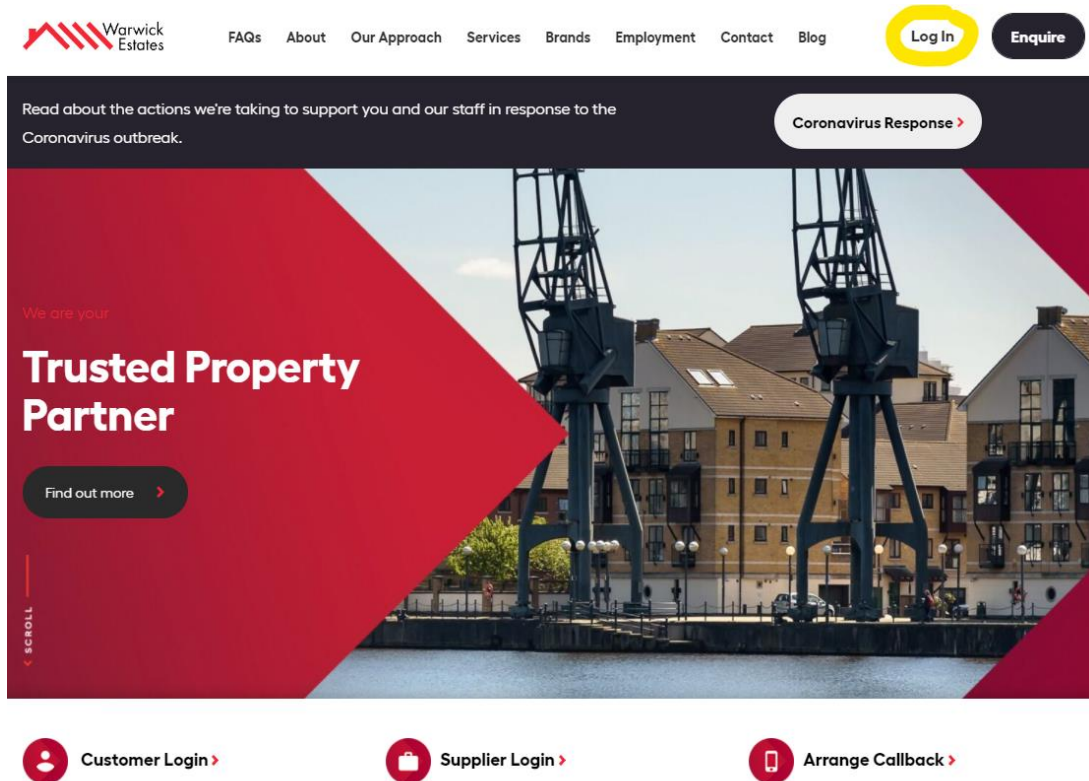 Warwick
Estates
FAQs About Our Approach Services Brands Employment Contact Blog Log In Enquire
Read about the actions we're taking to support you and our staff in response to the
Coronavirus outbreak.
Coronavirus Response >
We are your
Trusted Property
Partner
Find out more >
SCROLL
Customer Login >
Supplier Login >
Arrange Callback >